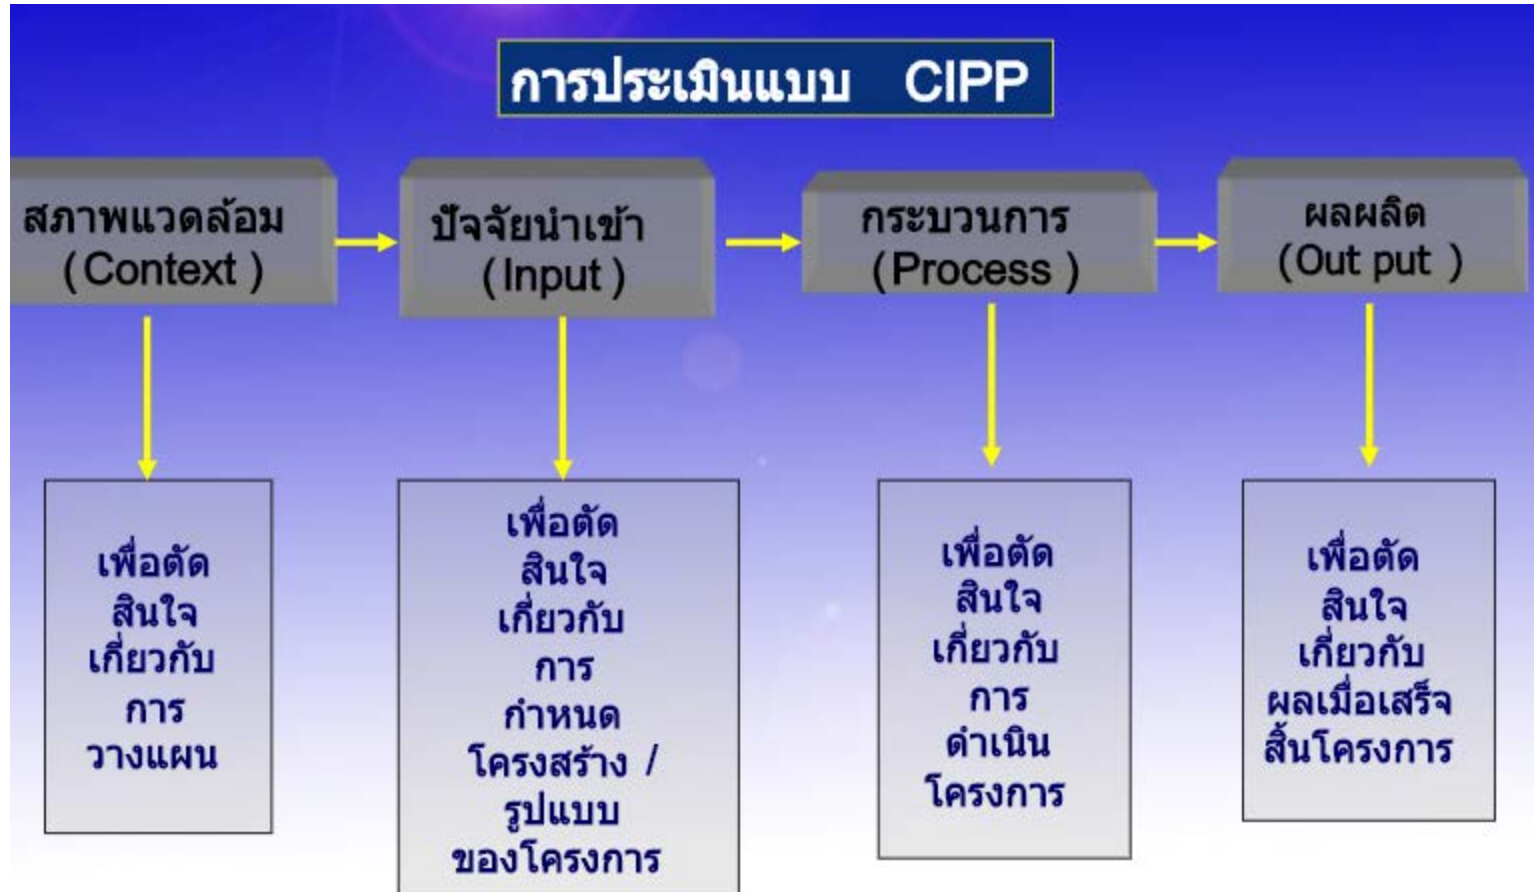 การประเมินแบบ CIPP
สภาพแวดล้อม
(Context )
ปัจจัยนำเข้า
(Input )
กระบวนการ
(Process )
ผลผลิต
(Out put )
เพื่อตัด
สินใจ
เกี่ยวกับ
การ
วางแผน
เพื่อตัด
สินใจ
เกี่ยวกับ
การ
กำหนด
โครงสร้าง /
รูปแบบ
ของโครงการ
เพื่อตัด
สินใจ
เกี่ยวกับ
การ
ดำเนิน
โครงการ
เพื่อตัด
สินใจ
เกี่ยวกับ
ผลเมื่อเสร็จ
สิ้นโครงการ